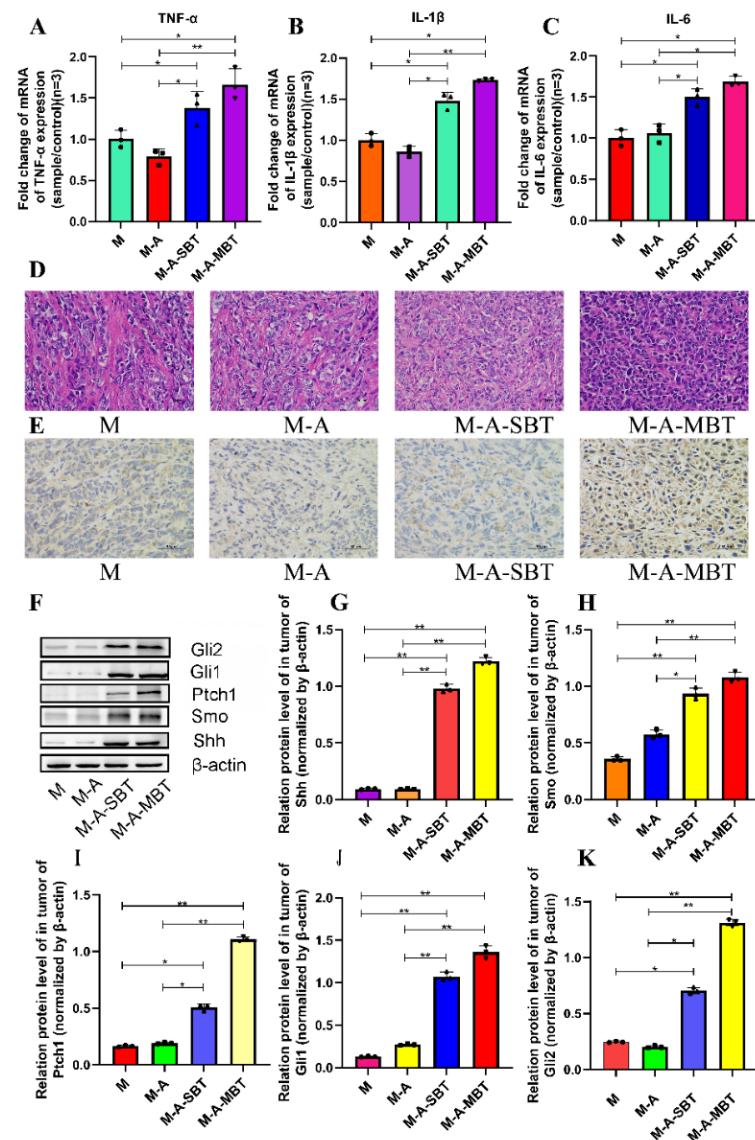 A
TNF-α
Fold change of mRNA
of TNF-α expression
(sample/control)(n=3)
2.0
1.5
1.0
0.5
0.0
* ** * *
M M-A M-A-SBT M-A-MBT
B
IL-1β
Fold change of mRNA
of IL-1β expression
(sample/control)(n=3)
2.0
1.5
1.0
0.5
0.0
* ** * *
M M-A M-A-SBT M-A-MBT
C
IL-6
Fold change of mRNA
of IL-6 expression
(sample/control)(n=3)
2.0
1.5
1.0
0.5
0.0
* * * *
M M-A M-A-SBT M-A-MBT
D
M M-A M-A-SBT M-A-MBT
E
M M-A M-A-SBT M-A-MBT
F
Gli2
Gli1
Ptch1
Smo
Shh
β-actin
M M-A M-A-SBT M-A-MBT
G
Relation protein level of in tumor of
Shh (normalized by β-actin)
1.5
1.0
0.5
0.0
** ** ** **
M M-A M-A-SBT M-A-MBT
H
Relation protein level of in tumor of
Smo (normalized by β-actin)
1.5
1.0
0.5
0.0
** ** ** *
M M-A M-A-SBT M-A-MBT
I
Relation protein level of in tumor of
Ptch1 (normalized by β-actin)
1.5
1.0
0.5
0.0
** ** * *
M M-A M-A-SBT M-A-MBT
J
Relation protein level of in tumor of
Gli1 (normalized by β-actin)
2.0
1.5
1.0
0.5
0.0
** ** ** **
M M-A M-A-SBT M-A-MBT
K
Relation protein level of in tumor of
Gli2 (normalized by β-actin)
1.5
1.0
0.5
0.0
** ** * *
M M-A M-A-SBT M-A-MBT